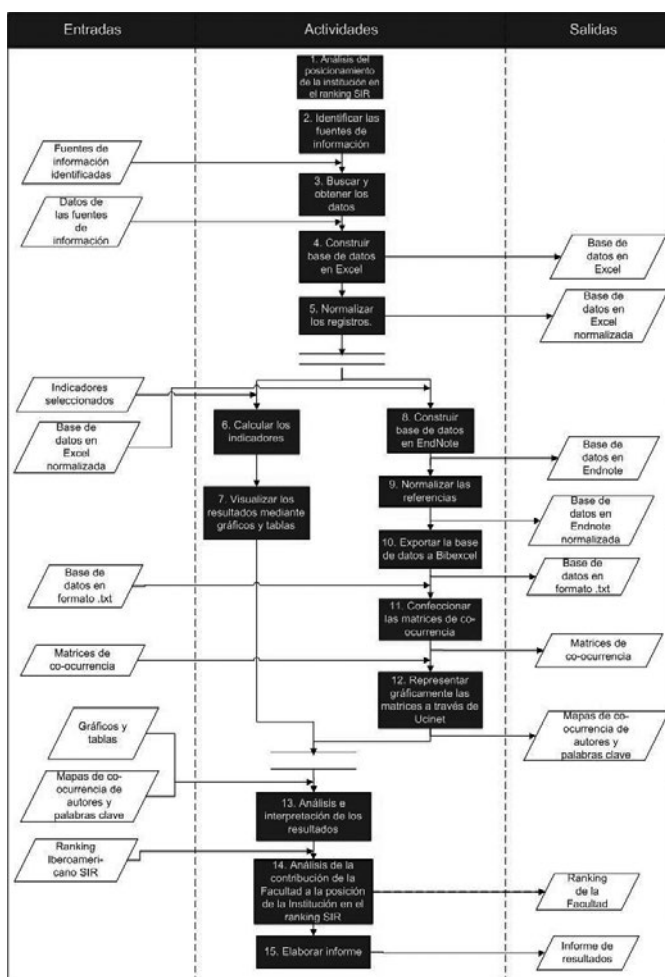 Entradas
Actividades
Salidas
1. Análisis del
posicionamiento
de la institución en
el ranking SIR
2. Identificar las
fuentes de
información
Fuentes de
información
identificadas
3. Buscar y
obtener los
datos
Datos de
las fuentes
de
información
4. Construir
base de datos
en Excel
Base de
datos en
Excel
5. Normalizar
los registros.
Base de
datos en
Excel
normalizada
Indicadores
seleccionados
Base de
datos en
Excel
normalizada
6. Calcular los
indicadores
8. Construir
base de datos
en EndNote
Base de
datos en
Endnote
7. Visualizar los
resultados mediante
gráficos y tablas
9. Normalizar las
referencias
Base de
datos en
Endnote
normalizada
10. Exportar la base
de datos a Bibexcel
Base de
datos en
formato .txt
Base de
datos en
formato .txt
11. Confeccionar
las matrices de co-
ocurrencia
Matrices de
co-ocurrencia
Matrices de
co-ocurrencia
12. Representar
gráficamente las
matrices a través de
Ucinet
Gráficos y
tablas
Mapas de co-
ocurrencia de
autores y
palabras clave
Mapas de co-
ocurrencia de
autores y
palabras clave
13. Análisis e
interpretación de los
resultados
Ranking
Iberoameri-
cano SIR
14. Análisis de la
contribución de la
Facultad a la posición
de la Institución en el
ranking SIR
Ranking
de la
Facultad
15. Elaborar informe
Informe de
resultados